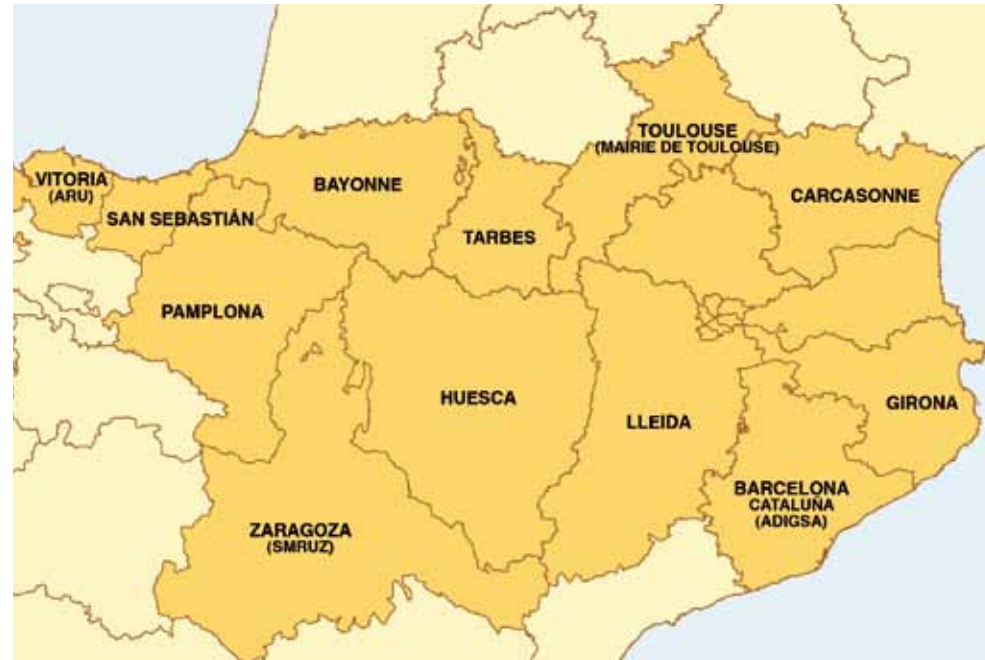 TOULOUSE
(MAIRIE DE TOULOUSE)
VITORIA
(ARU)
BAYONNE
CARCASONNE
SAN SEBASTIÁN
TARBES
PAMPLONA
HUESCA
LLEIDA
GIRONA
BARCELONA
CATALUÑA
(ADIGSA)
ZARAGOZA
(SMRUZ)